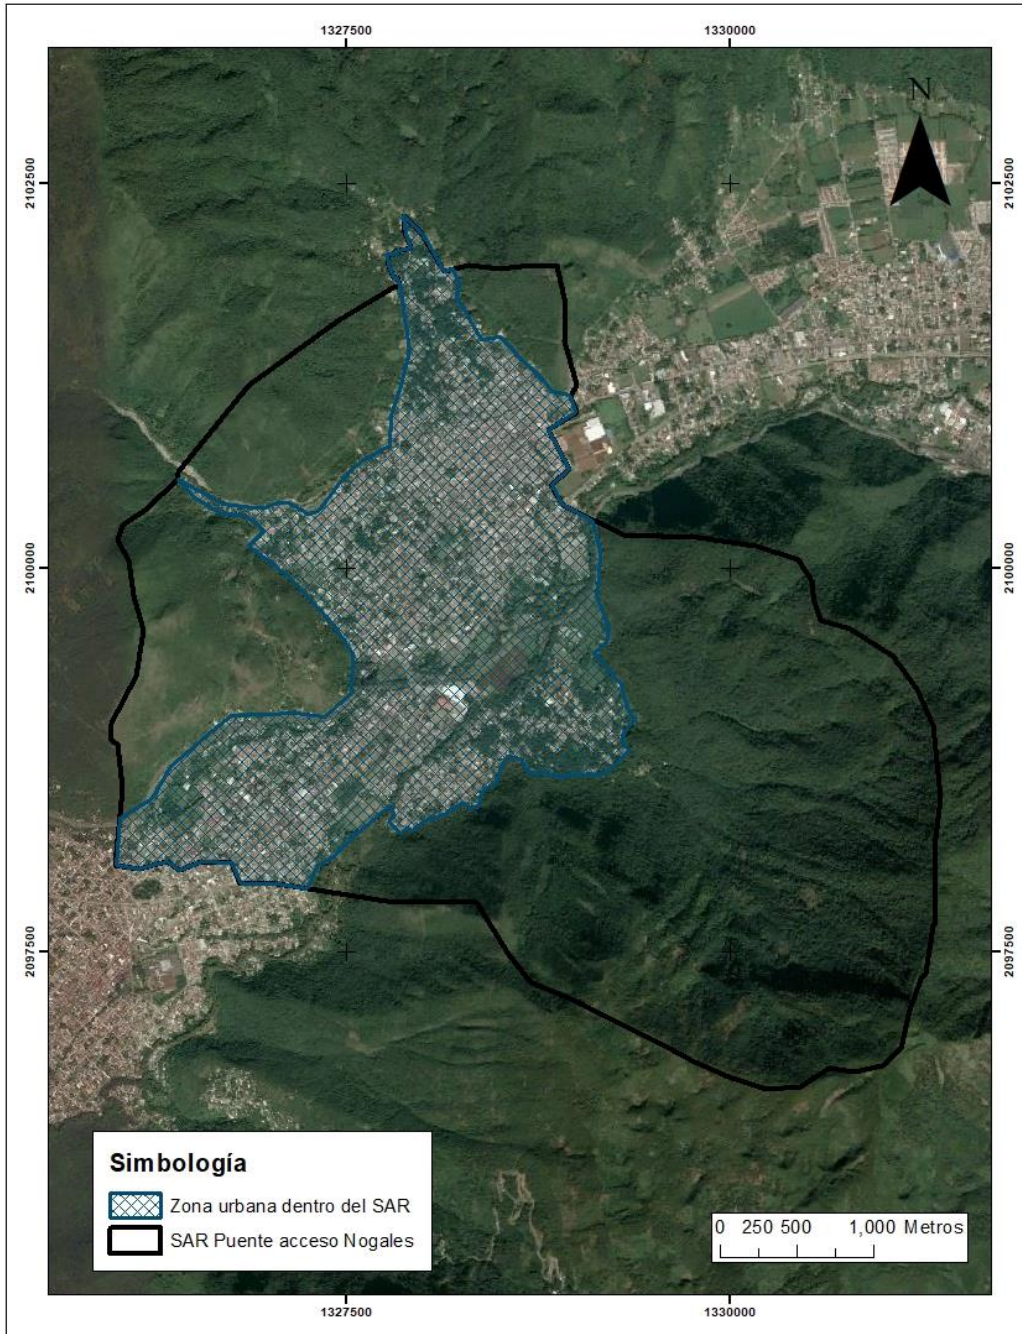 1327500 1330000
N
2102500 2102500
2100000 2100000
2097500 2097500
Simbología
Zona urbana dentro del SAR
SAR Puente acceso Nogales
0 250 500 1,000 Metros
1327500 1330000